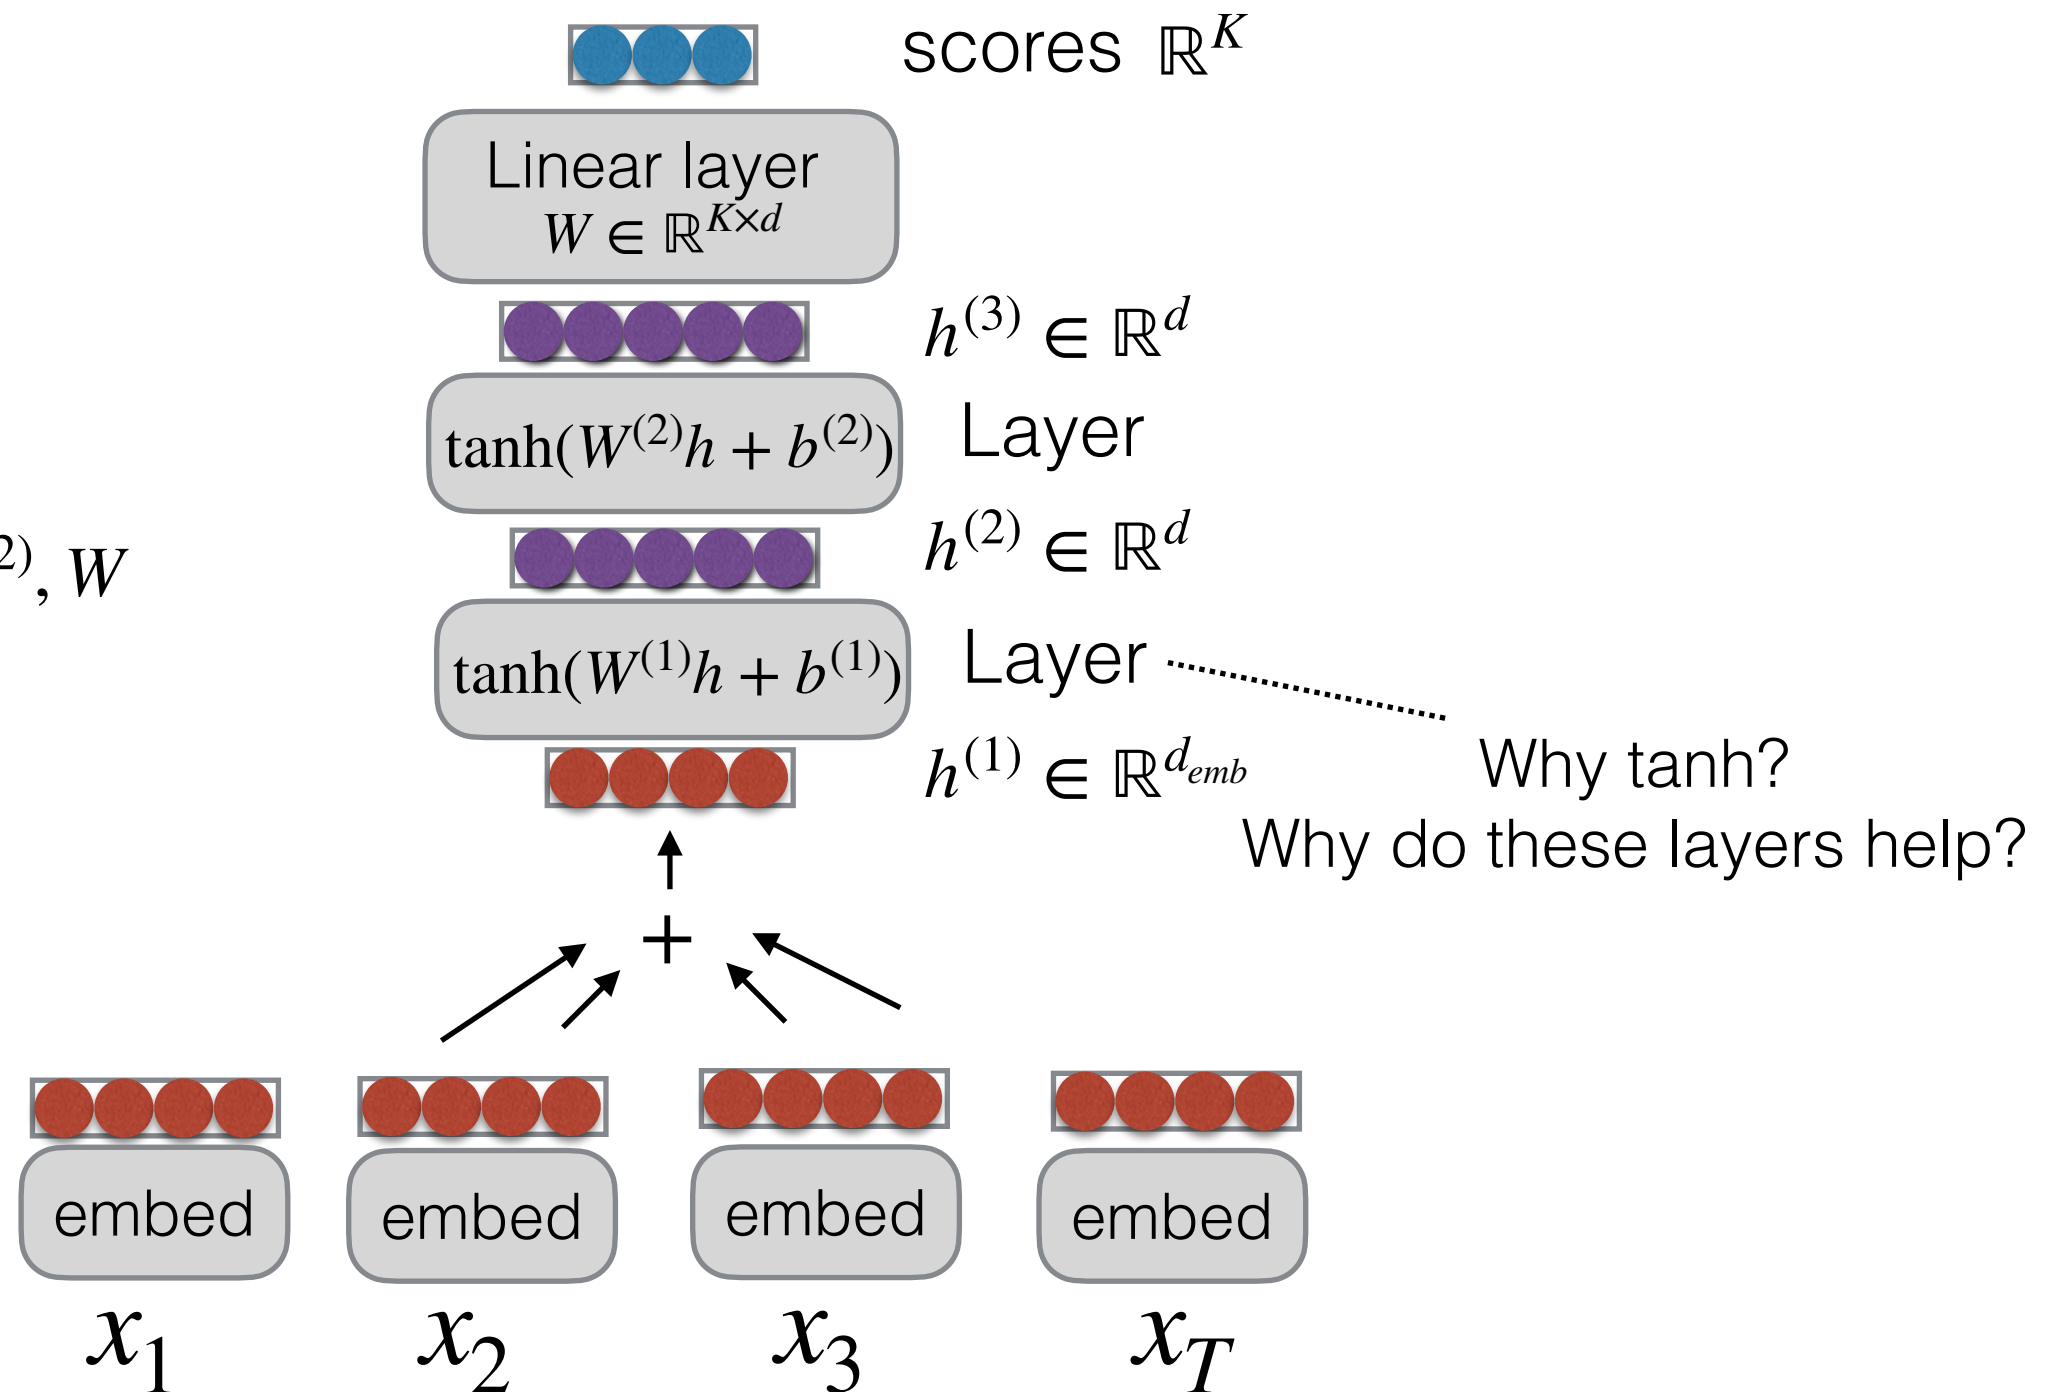 scores ℝ^K
Linear layer
W ∈ ℝ^{K×d}
h^{(3)} ∈ ℝ^d
tanh(W^{(2)}h + b^{(2)})
Layer
h^{(2)} ∈ ℝ^d
2), W
tanh(W^{(1)}h + b^{(1)})
Layer
h^{(1)} ∈ ℝ^{d_{emb}}
Why tanh?
Why do these layers help?
+
embed embed embed embed
x_1 x_2 x_3 x_T